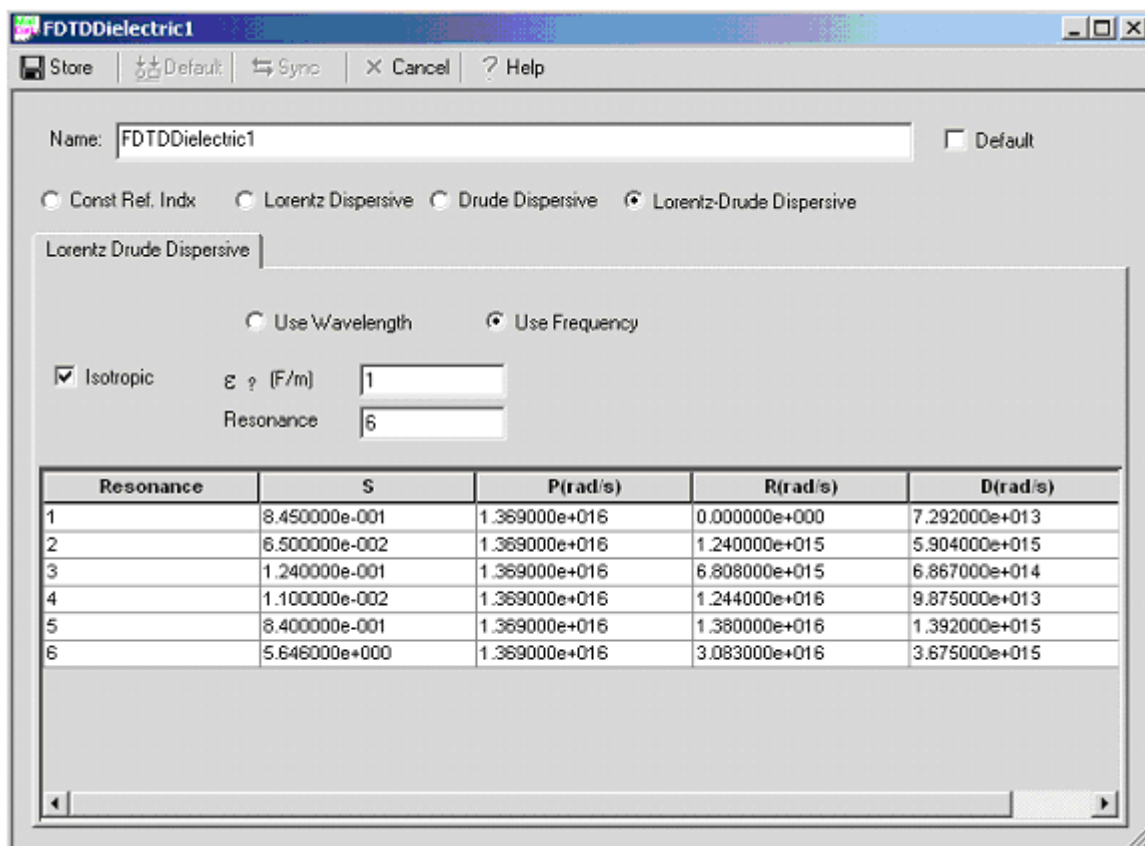 FDTDDielectric1
Store Default Sync Cancel ? Help
Name: FDTDDielectric1 Default
Const Ref. Indx Lorentz Dispersive Drude Dispersive Lorentz-Drude Dispersive
Lorentz Drude Dispersive
Use Wavelength Use Frequency
Isotropic ε ? (F/m) 1
Resonance 6
Resonance S P(rad/s) R(rad/s) D(rad/s)
1 8.450000e-001 1.369000e+016 0.000000e+000 7.292000e+013
2 6.500000e-002 1.369000e+016 1.240000e+015 5.904000e+015
3 1.240000e-001 1.369000e+016 6.808000e+015 6.867000e+014
4 1.100000e-002 1.369000e+016 1.244000e+016 9.875000e+013
5 8.400000e-001 1.369000e+016 1.380000e+016 1.392000e+015
6 5.646000e+000 1.369000e+016 3.083000e+016 3.675000e+015